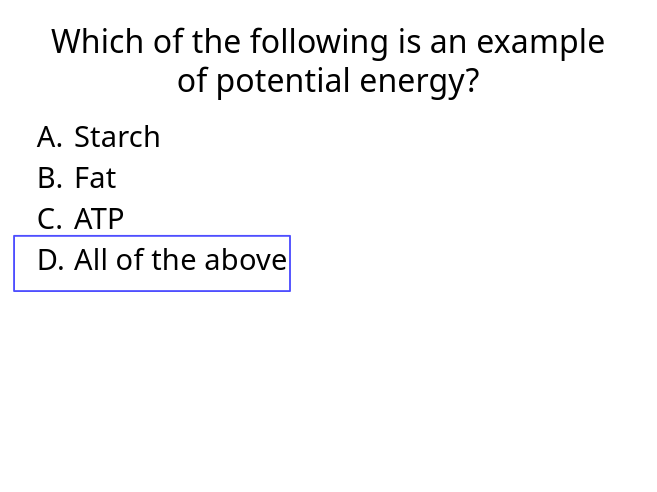 Which of the following is an example
of potential energy?
A. Starch
B. Fat
C. ATP
D. All of the above